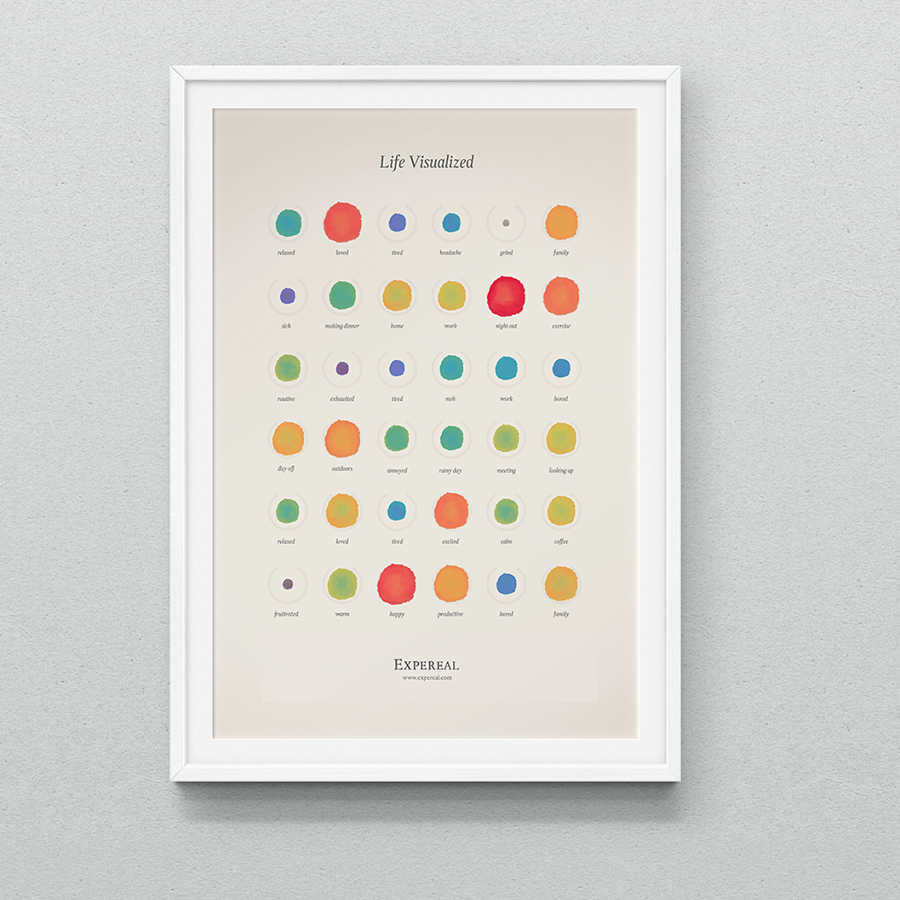 Life Visualized
relaxed loved tired headache grind family
sick making dinner home work night out exercise
routine exhausted tired meh work bored
day off outdoors annoyed rainy day meeting looking up
relaxed loved tired excited calm coffee
frustrated warm happy productive bored family
EXPEREAL
www.expereal.com